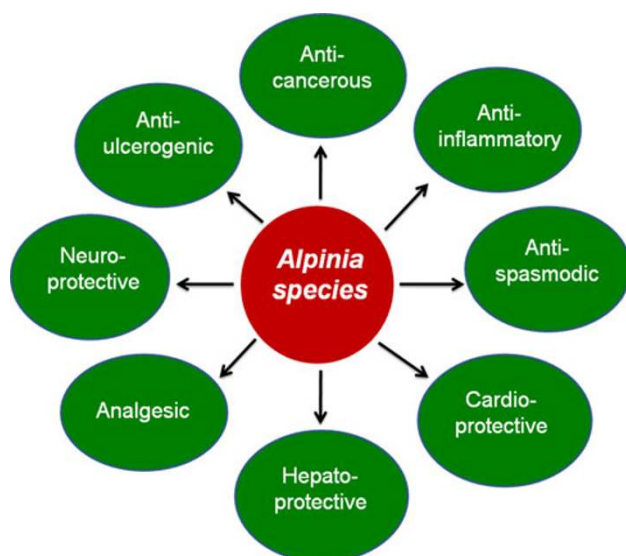 Anti-
cancerous
Anti-
inflammatory
Anti-
spasmodic
Cardio-
protective
Hepato-
protective
Analgesic
Neuro-
protective
Anti-
ulcerogenic
Alpinia
species